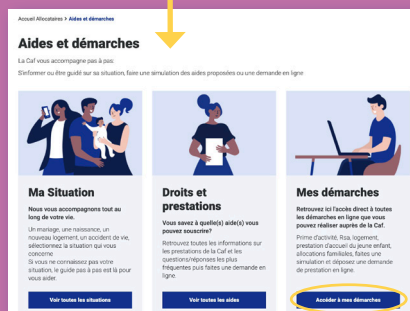 Accueil Allocataires > Aides et démarches
Aides et démarches
La Caf vous accompagne pas à pas:
S'informer ou être guidé sur sa situation, faire une simulation des aides proposées ou une demande en ligne
Ma Situation
Nous vous accompagnons tout au
long de votre vie.
Un mariage, une naissance, un
nouveau logement, un accident de vie,
sélectionnez la situation qui vous
concerne
Si vous ne connaissez pas votre
situation, le guide pas à pas est là pour
vous aider.
Voir toutes les situations
Droits et
prestations
Vous savez à quelle(s) aide(s) vous
pouvez souscrire?
Retrouvez toutes les informations sur
les prestations de la Caf et les
questions/réponses les plus
fréquentes puis faites une demande en
ligne.
Voir toutes les aides
Mes démarches
Retrouvez ici l'accès direct à toutes
les démarches en ligne que vous
pouvez réaliser auprès de la Caf.
Prime d'activité, Rsa, logement,
prestation d'accueil du jeune enfant,
allocations familiales, faites une
simulation et déposez une demande
de prestation en ligne.
Accéder à mes démarches